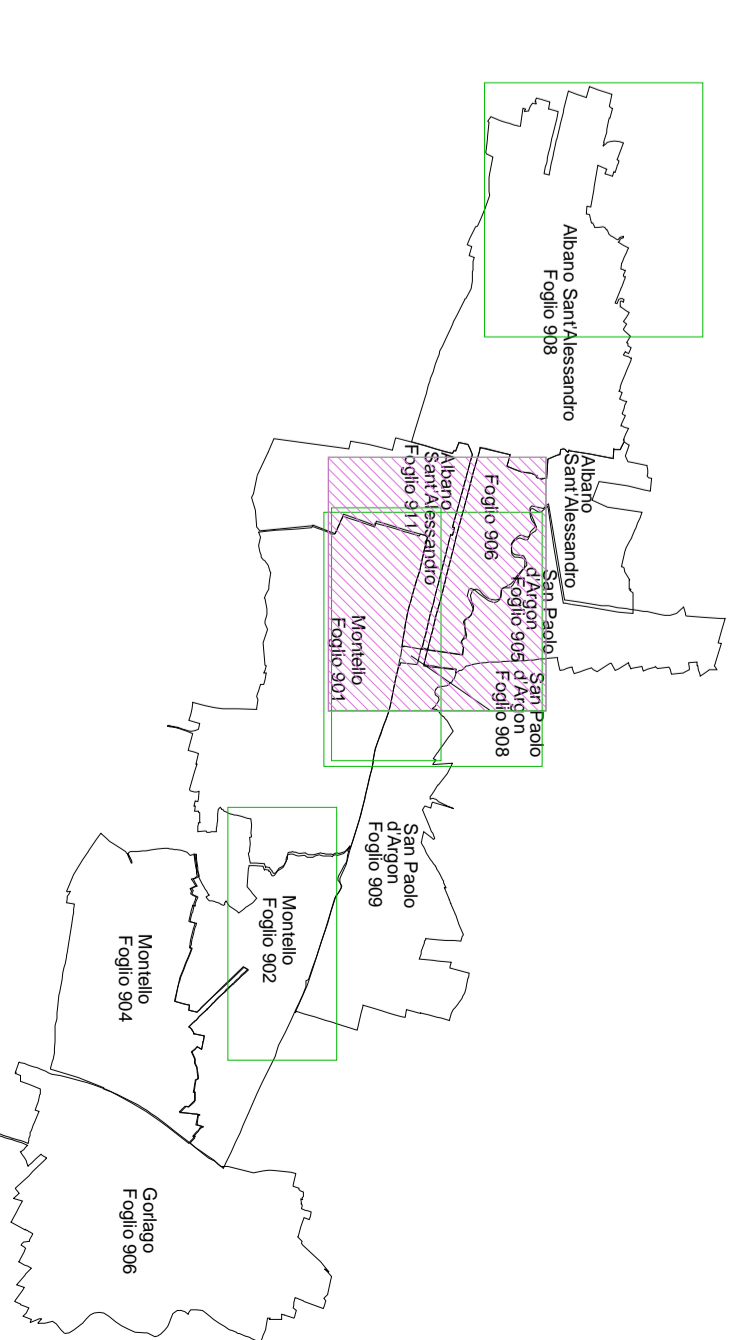 Albano Sant'Alessandro
Foglio 908
Albano
Sant'Alessandro
Foglio 911
Foglio 906
Albano
Sant'Alessandro
San Paolo
d'Argon
Foglio 905
San Paolo
d'Argon
Foglio 908
Montello
Foglio 901
San Paolo
d'Argon
Foglio 909
Montello
Foglio 902
Montello
Foglio 904
Gorlago
Foglio 906